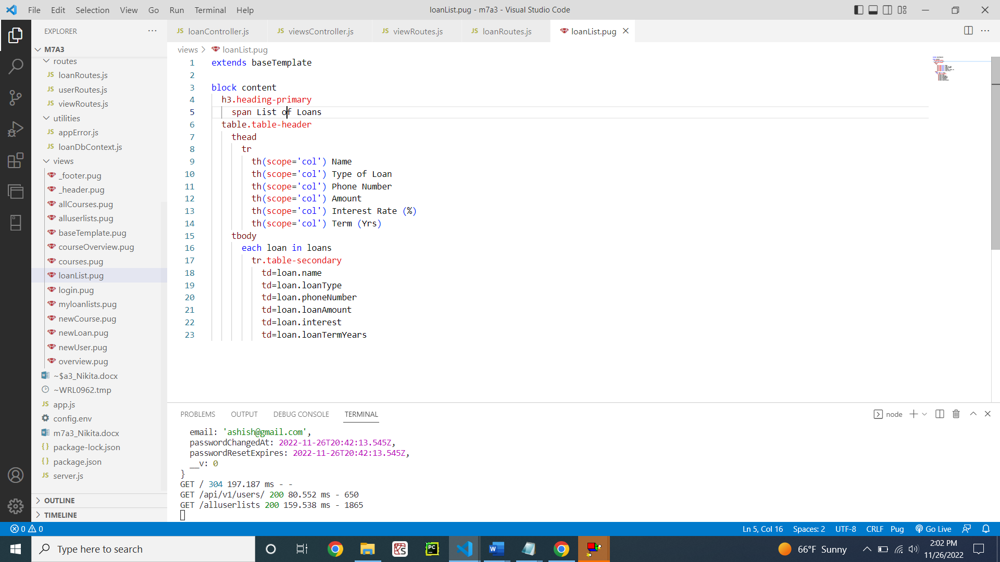 File Edit Selection View Go Run Terminal Help
loanList.pug - m7a3 - Visual Studio Code
EXPLORER
M7A3
routes
JS loanRoutes.js
JS userRoutes.js
JS viewRoutes.js
utilities
JS appError.js
JS loanDbContext.js
views
_footer.pug
_header.pug
allCourses.pug
alluserlists.pug
baseTemplate.pug
courseOverview.pug
courses.pug
loanList.pug
login.pug
myloanlists.pug
newCourse.pug
newLoan.pug
newUser.pug
overview.pug
~$a3_Nikita.docx
~WRL0962.tmp
JS app.js
config.env
m7a3_Nikita.docx
{} package-lock.json
{} package.json
JS server.js
OUTLINE
TIMELINE
JS loanController.js JS viewsController.js JS viewRoutes.js JS loanRoutes.js loanList.pug
views > loanList.pug
1 extends baseTemplate
2
3 block content
4 h3.heading-primary
5 span List of Loans
6 table.table-header
7 thead
8 tr
9 th(scope='col') Name
10 th(scope='col') Type of Loan
11 th(scope='col') Phone Number
12 th(scope='col') Amount
13 th(scope='col') Interest Rate (%)
14 th(scope='col') Term (Yrs)
15 tbody
16 each loan in loans
17 tr.table-secondary
18 td=loan.name
19 td=loan.loanType
20 td=loan.phoneNumber
21 td=loan.loanAmount
22 td=loan.interest
23 td=loan.loanTermYears
PROBLEMS OUTPUT DEBUG CONSOLE TERMINAL
node
email: 'ashish@gmail.com',
passwordChangedAt: 2022-11-26T20:42:13.545Z,
passwordResetExpires: 2022-11-26T20:42:13.545Z,
__v: 0
}
GET / 304 197.187 ms - -
GET /api/v1/users/ 200 80.552 ms - 650
GET /alluserlists 200 159.538 ms - 1865
0 0
Ln 5, Col 16 Spaces: 2 UTF-8 CRLF Pug Go Live
Type here to search
66°F Sunny
2:02 PM
11/26/2022